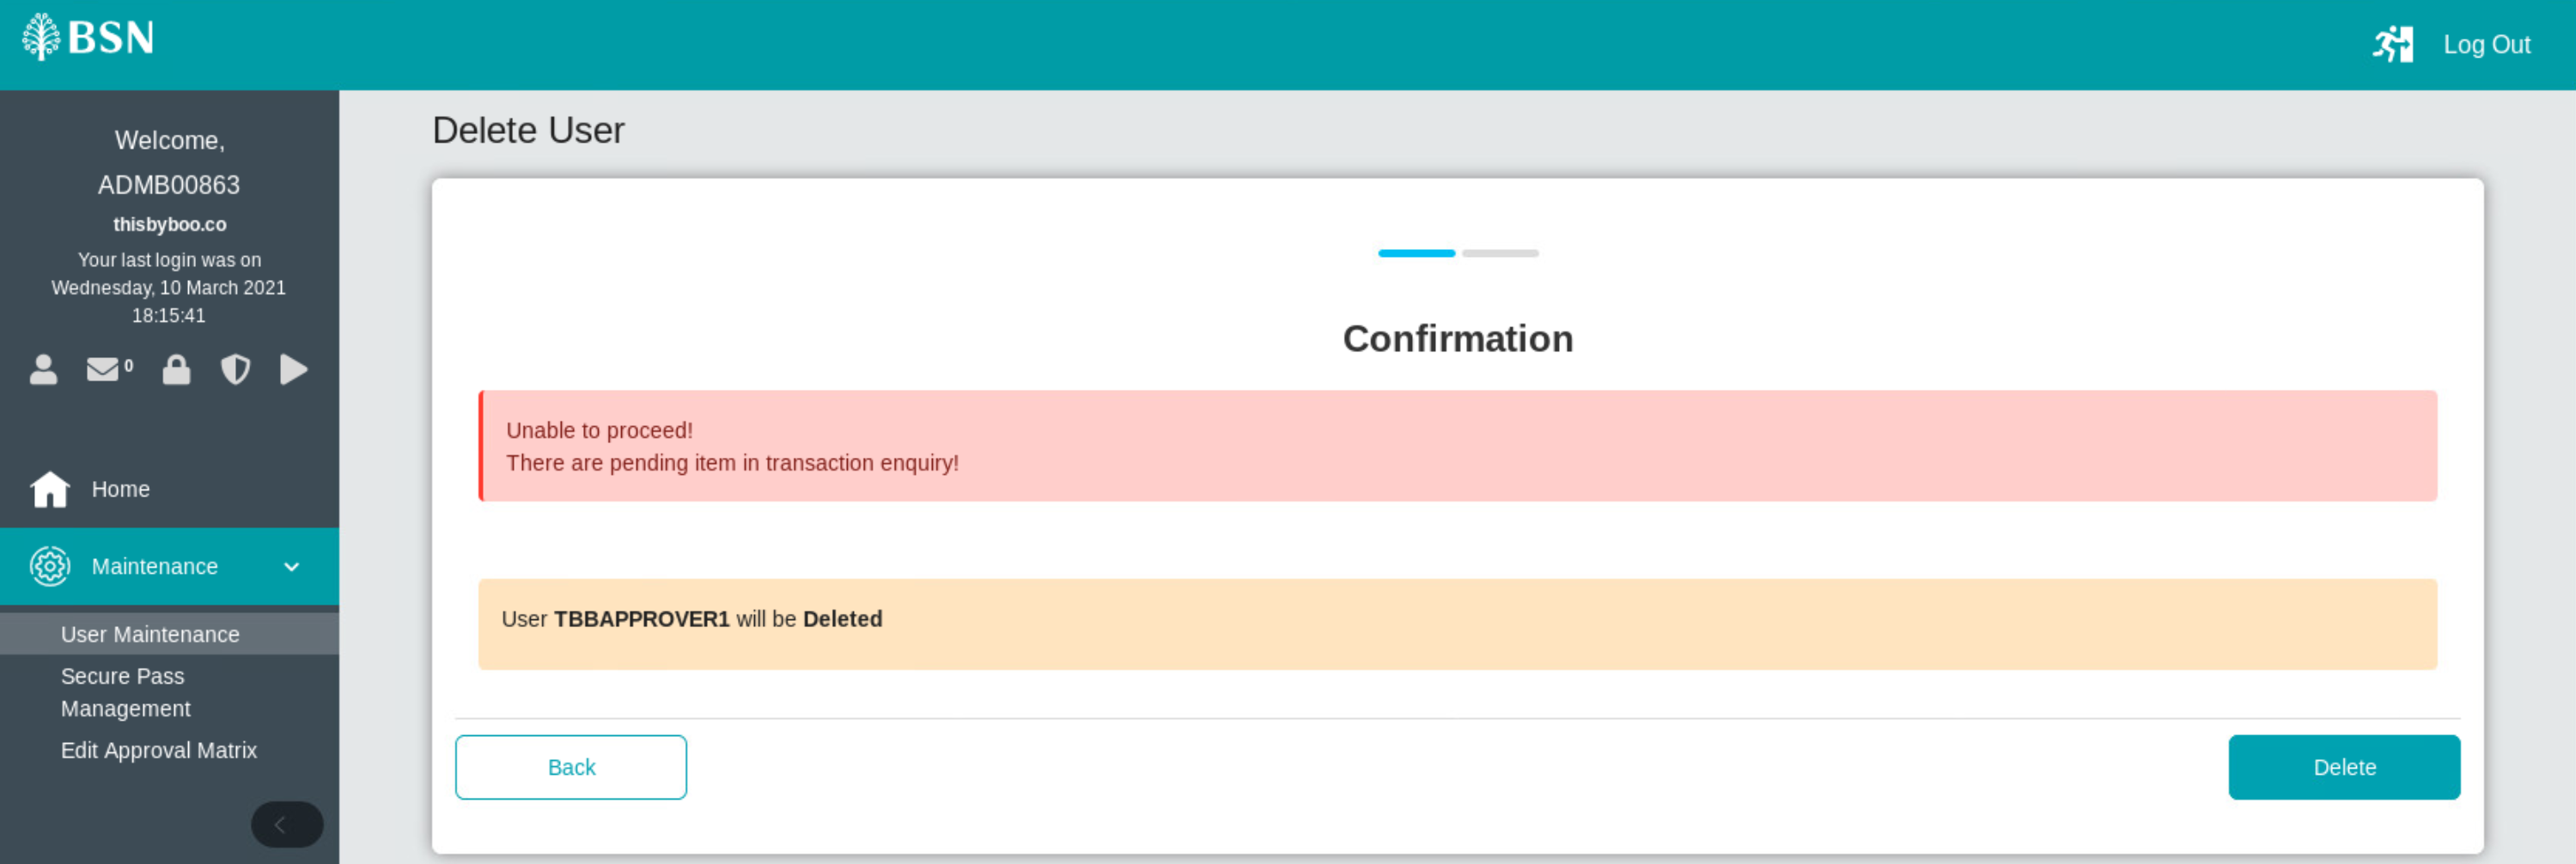 BSN
Log Out
Welcome,
ADMB00863
thisbyboo.co
Your last login was on
Wednesday, 10 March 2021
18:15:41
0
Home
Maintenance
User Maintenance
Secure Pass
Management
Edit Approval Matrix
Delete User
Confirmation
Unable to proceed!
There are pending item in transaction enquiry!
User TBBAPPROVER1 will be Deleted
Back
Delete